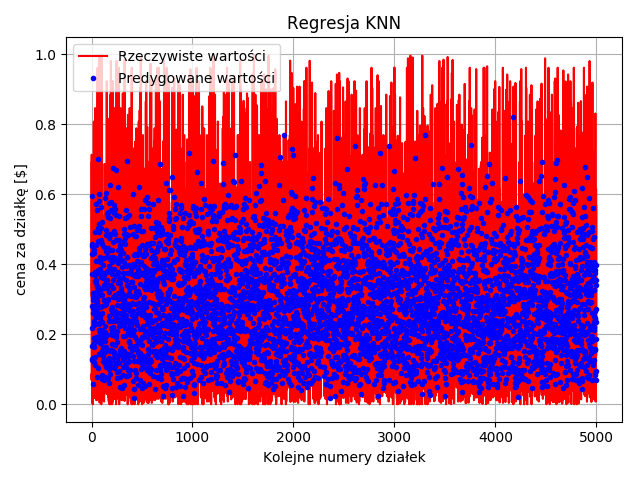 Regresja KNN
Rzeczywiste wartości
Predygowane wartości
cena za działkę [$]
1.0
0.8
0.6
0.4
0.2
0.0
0 1000 2000 3000 4000 5000
Kolejne numery działek